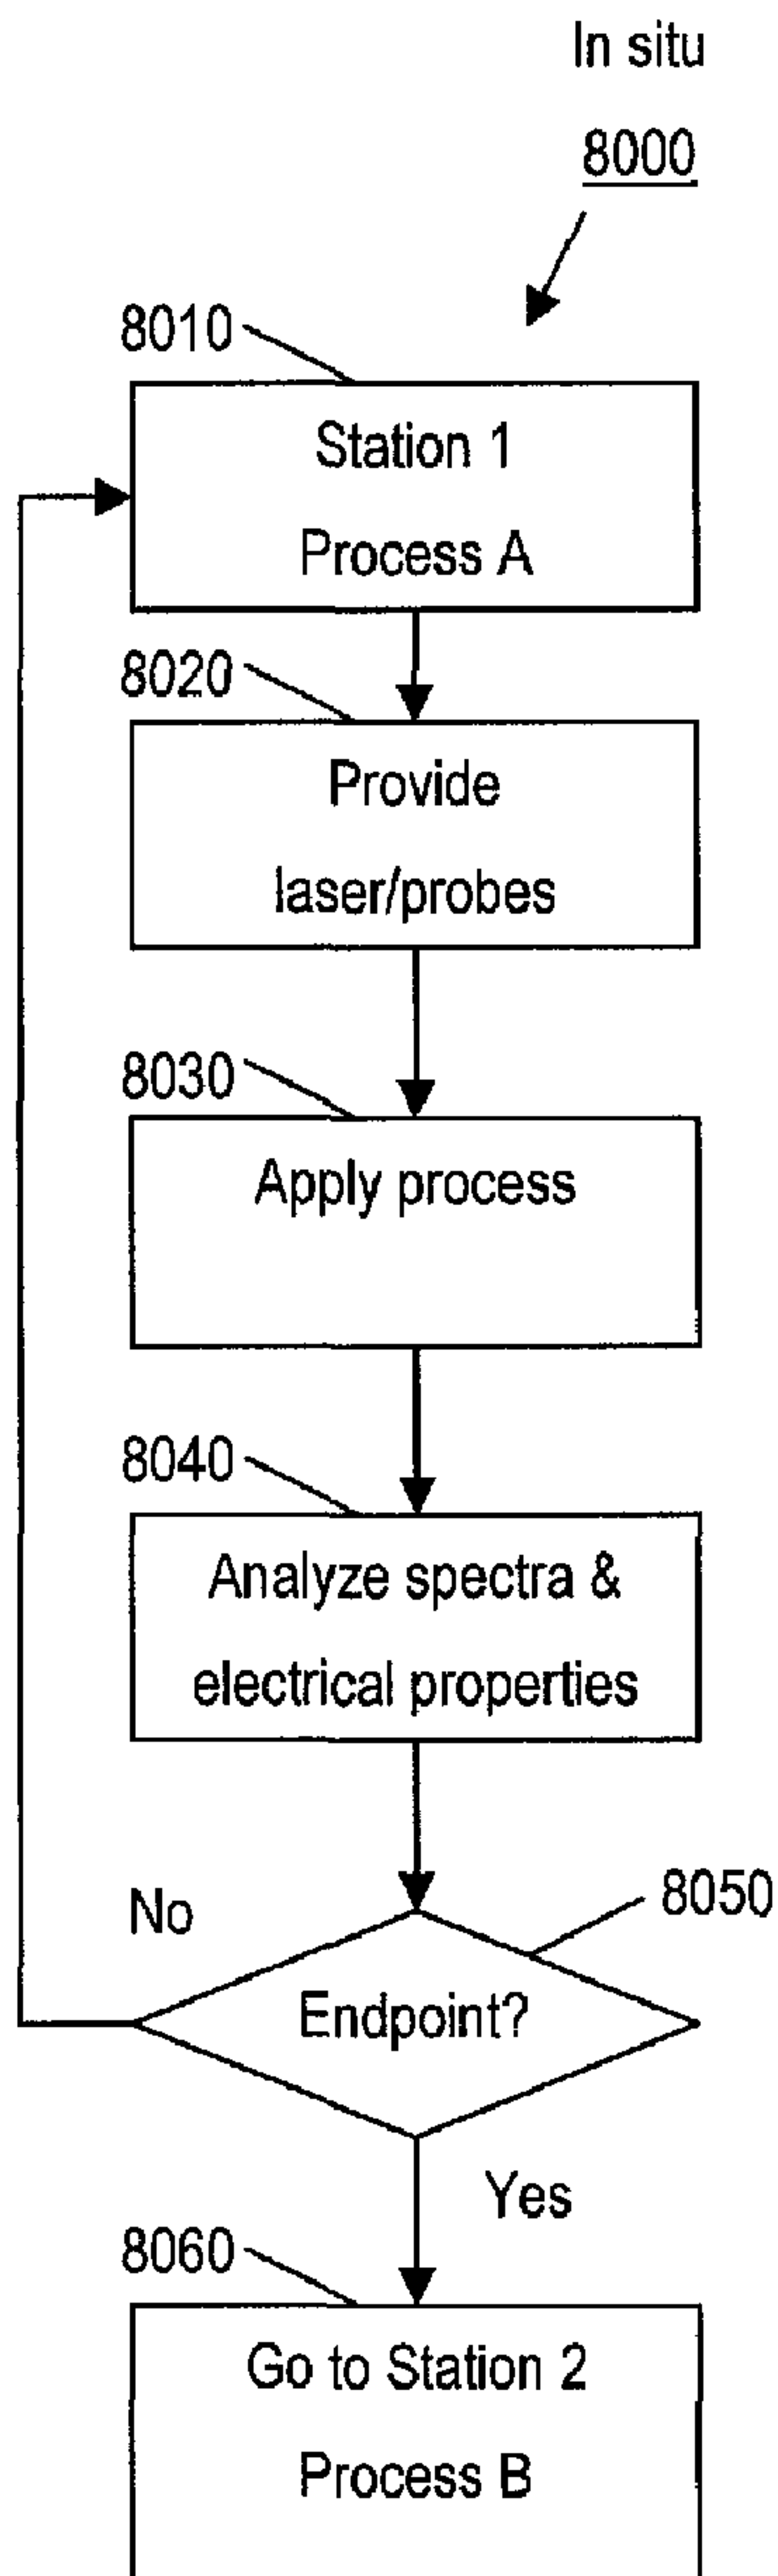 In situ
8000
8010
Station 1
Process A
8020
Provide
laser/probes
8030
Apply process
8040
Analyze spectra &
electrical properties
No
8050
Endpoint?
Yes
8060
Go to Station 2
Process B